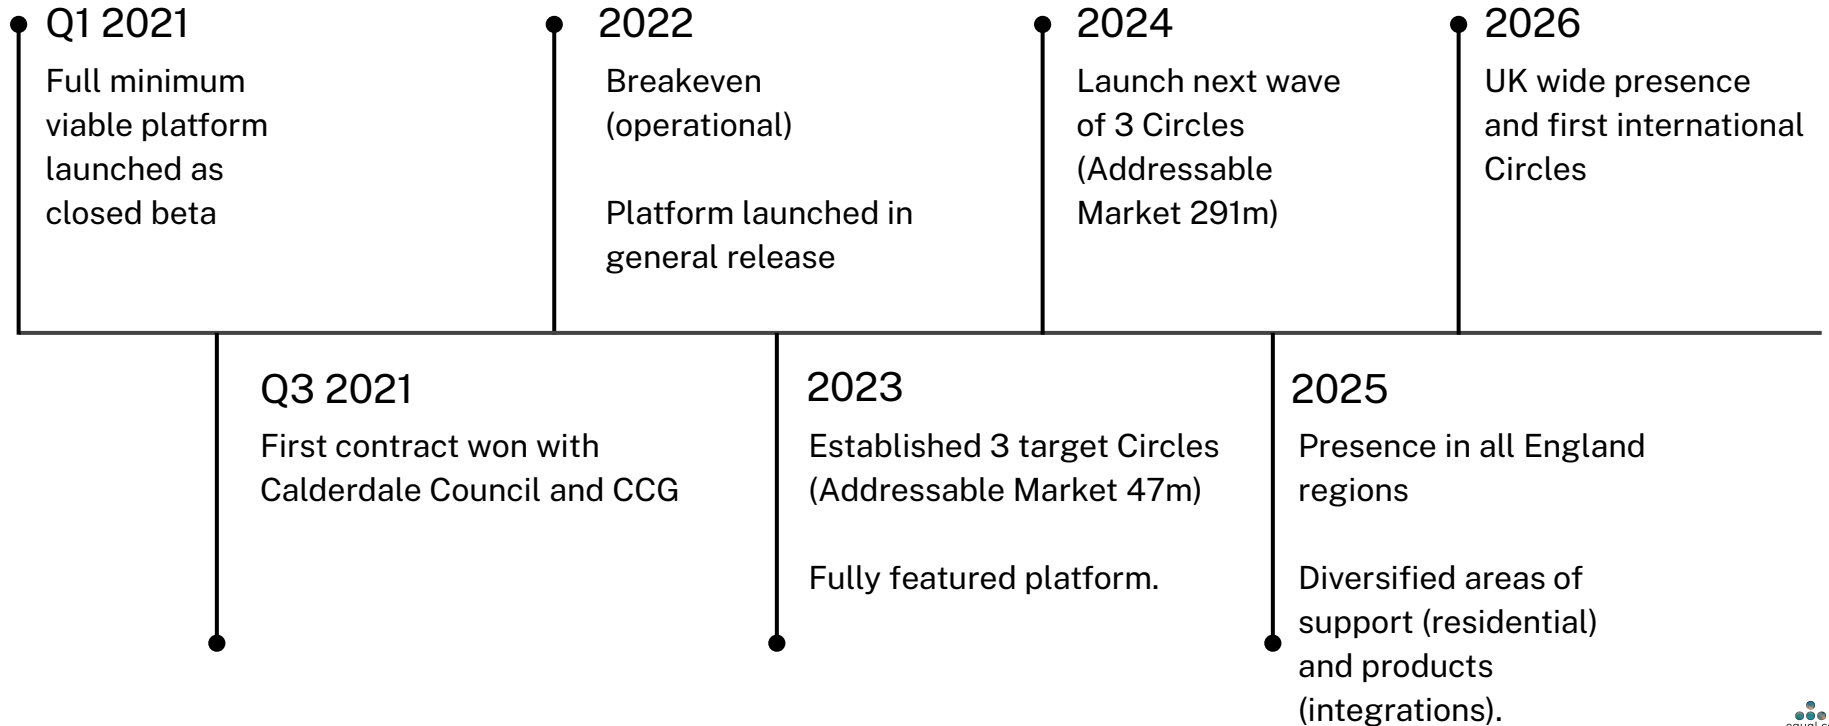 Q1 2021
Full minimum
viable platform
launched as
closed beta
2022
Breakeven
(operational)
Platform launched in
general release
2024
Launch next wave
of 3 Circles
(Addressable
Market 291m)
2026
UK wide presence
and first international
Circles
Q3 2021
First contract won with
Calderdale Council and CCG
2023
Established 3 target Circles
(Addressable Market 47m)
Fully featured platform.
2025
Presence in all England
regions
Diversified areas of
support (residential)
and products
(integrations).